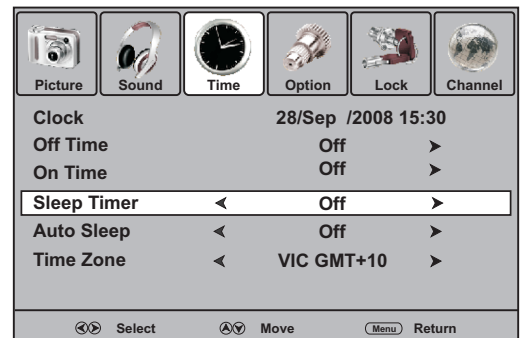 Picture Sound Time Option Lock Channel
Clock 28/Sep /2008 15:30
Off Time Off
On Time Off
Sleep Timer Off
Auto Sleep Off
Time Zone VIC GMT+10
Select Move Menu Return